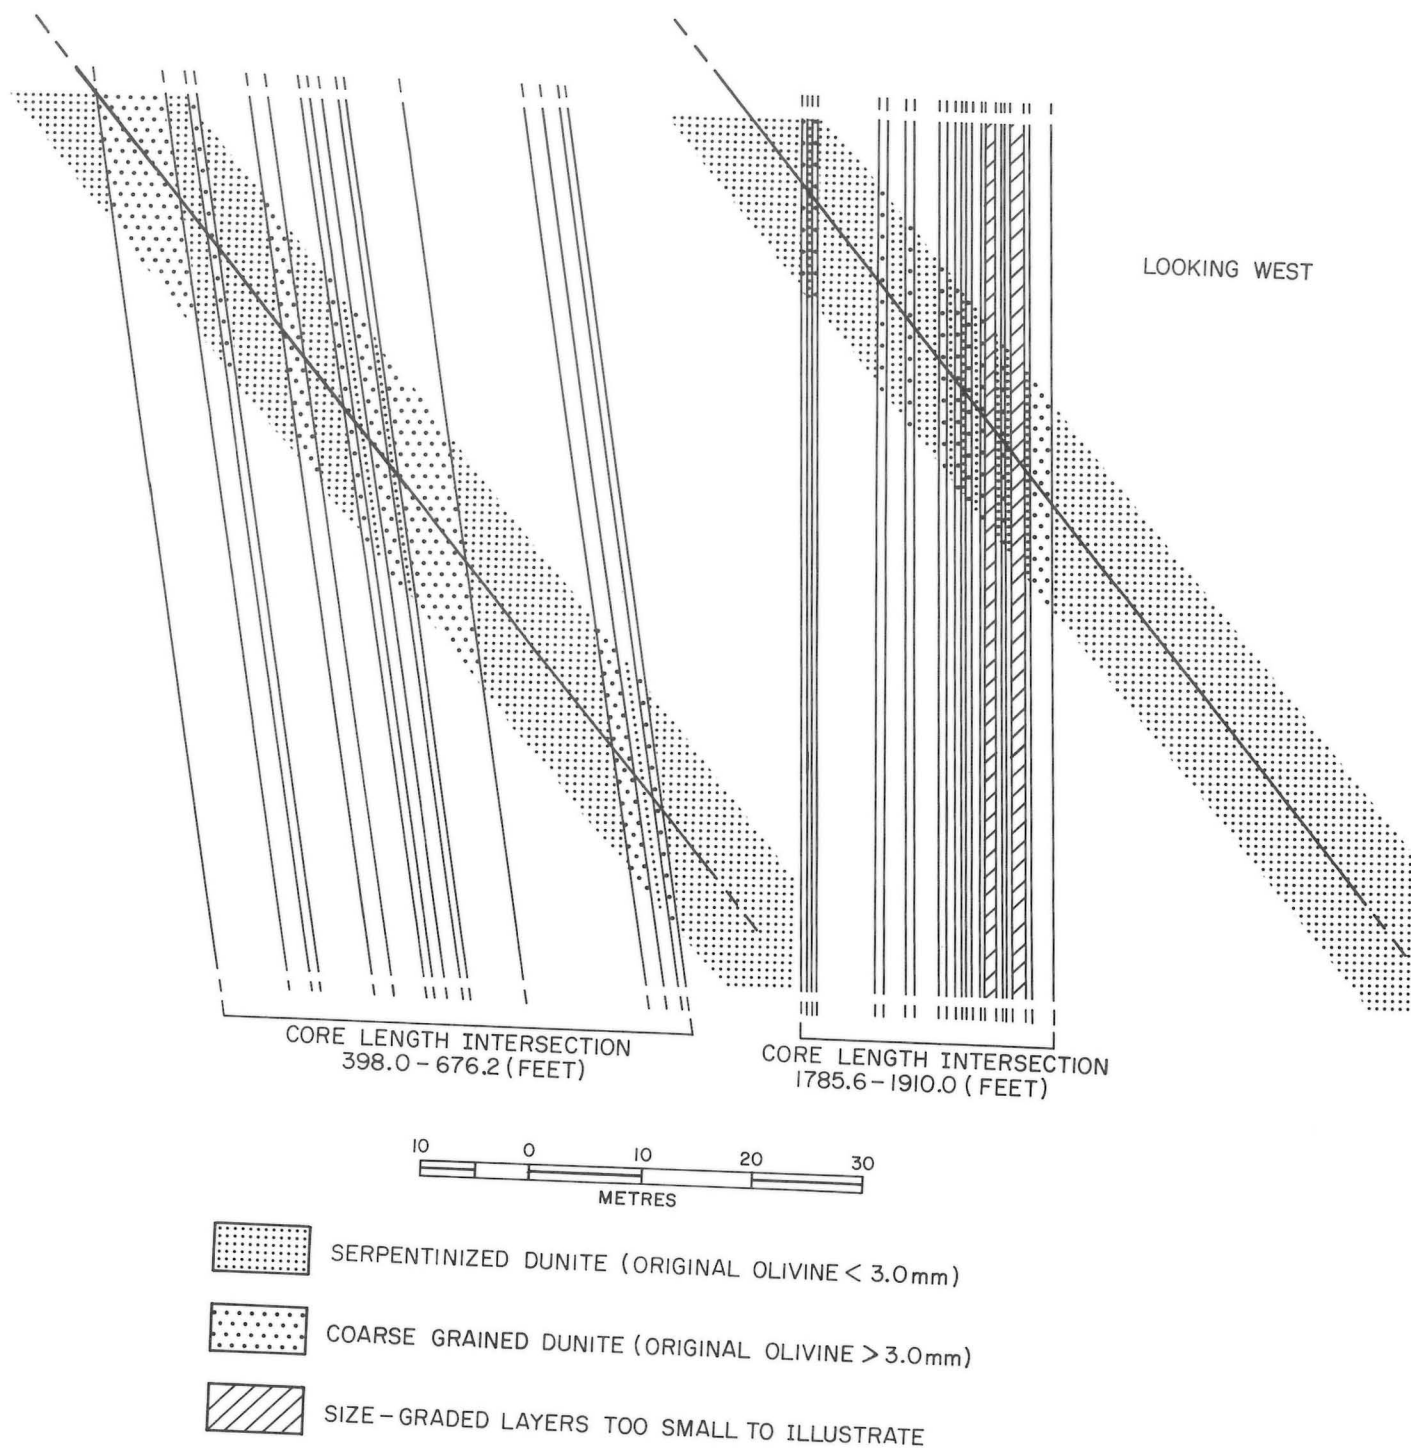 LOOKING WEST
CORE LENGTH INTERSECTION
398.0 - 676.2 (FEET)
CORE LENGTH INTERSECTION
1785.6 - 1910.0 (FEET)
10 0 10 20 30
METRES
SERPENTINIZED DUNITE (ORIGINAL OLIVINE < 3.0mm)
COARSE GRAINED DUNITE (ORIGINAL OLIVINE > 3.0mm)
SIZE - GRADED LAYERS TOO SMALL TO ILLUSTRATE